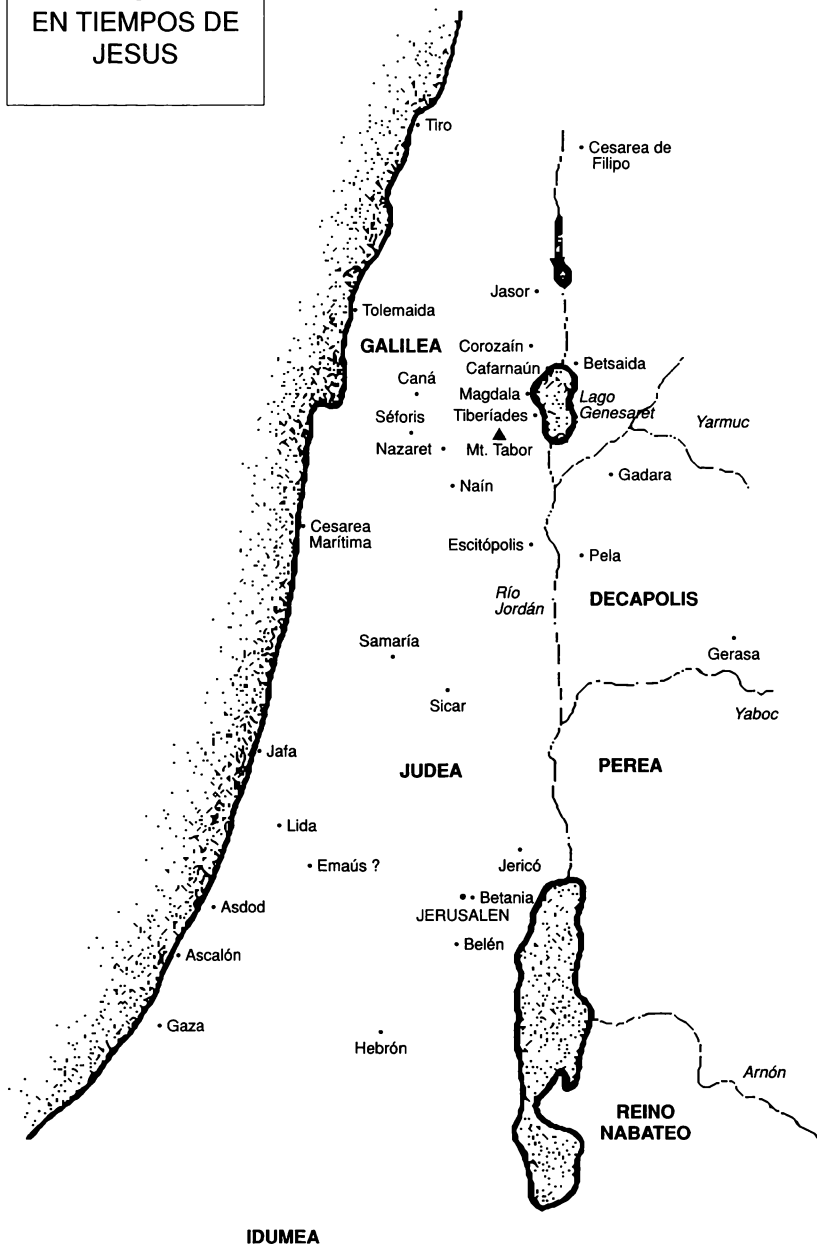 EN TIEMPOS DE
JESUS
Tiro
Cesarea de
Filipo
Jasor
Tolemaida
GALILEA
Corozaín
Cafarnaún
Betsaida
Caná
Magdala
Lago
Genesaret
Séforis
Tiberíades
Yarmuc
Nazaret
Mt. Tabor
Gadara
Naín
Cesarea
Marítima
Escitópolis
Pela
Río
Jordán
DECAPOLIS
Samaría
Gerasa
Sicar
Yaboc
Jafa
JUDEA
PEREA
Lida
Emaús ?
Jericó
Asdod
Betania
JERUSALEN
Belén
Ascalón
Gaza
Hebrón
Arnón
REINO
NABATEO
IDUMEA